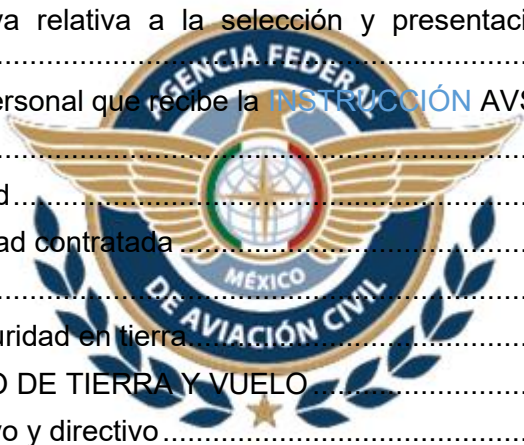 va relativa a la selección y presentaci
..........
AGENCIA FEDERAL
ersonal que recibe la INSTRUCCIÓN AVS
..........
d..........
ad contratada..........
MÉXICO
..........
DE AVIACIÓN CIVIL
uridad en tierra..........
O DE TIERRA Y VUELO..........
vo y directivo..........